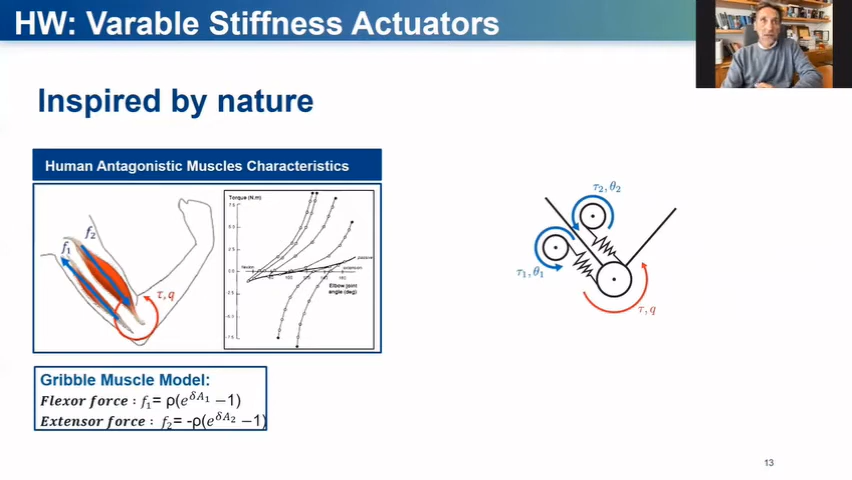 HW: Varable Stiffness Actuators
Inspired by nature
Human Antagonistic Muscles Characteristics
f₁
f₂
τ, q
Torque (N.m)
passive
Elbow joint
angle (deg)
Gribble Muscle Model:
Flexor force : f₁= ρ(e^{δA₁} −1)
Extensor force : f₂= -ρ(e^{δA₂} −1)
τ₂, θ₂
τ₁, θ₁
τ, q
13